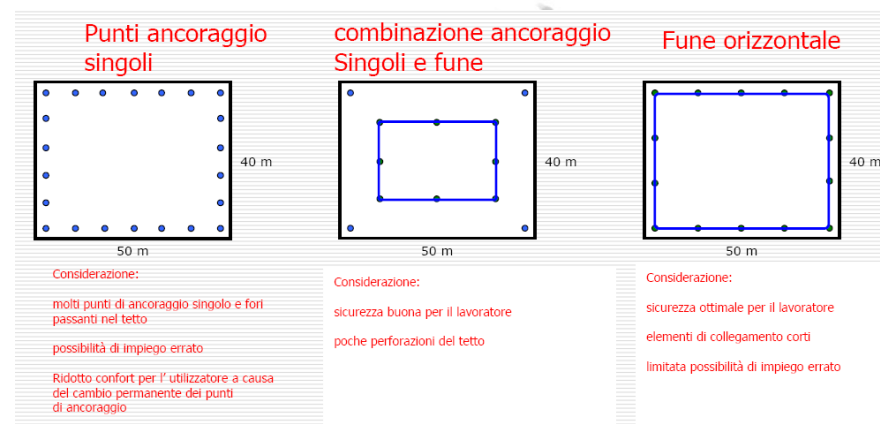 Punti ancoraggio
singoli
40 m
50 m
Considerazione:
molti punti di ancoraggio singolo e fori
passanti nel tetto
possibilità di impiego errato
Ridotto confort per l' utilizzatore a causa
del cambio permanente dei punti
di ancoraggio
combinazione ancoraggio
Singoli e fune
40 m
50 m
Considerazione:
sicurezza buona per il lavoratore
poche perforazioni del tetto
Fune orizzontale
40 m
50 m
Considerazione:
sicurezza ottimale per il lavoratore
elementi di collegamento corti
limitata possibilità di impiego errato